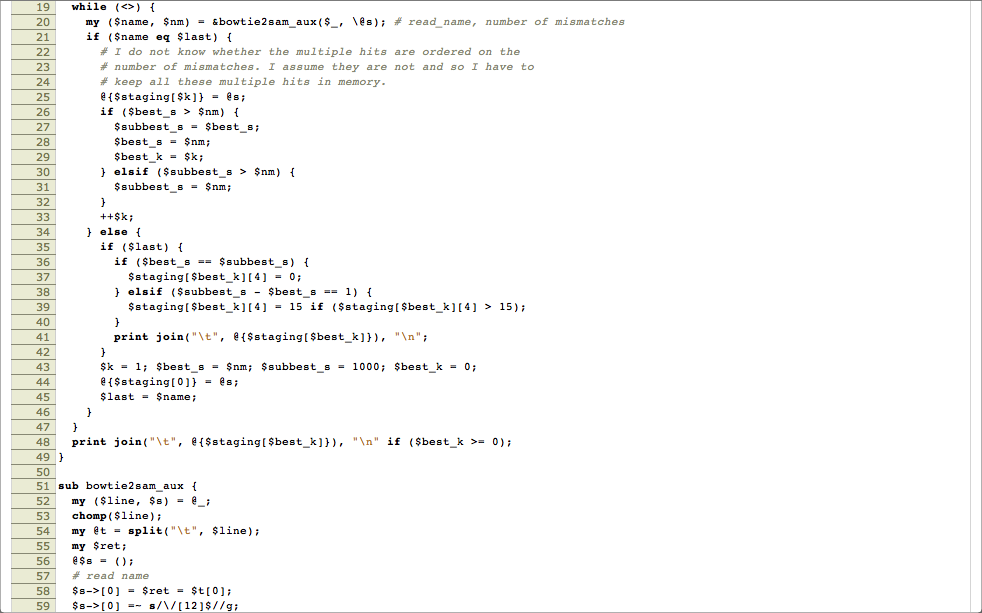 19 while (<>) {
20 my ($name, $nm) = &bowtie2sam_aux($_, \@s); # read_name, number of mismatches
21 if ($name eq $last) {
22 # I do not know whether the multiple hits are ordered on the
23 # number of mismatches. I assume they are not and so I have to
24 # keep all these multiple hits in memory.
25 @{$staging[$k]} = @s;
26 if ($best_s > $nm) {
27 $subbest_s = $best_s;
28 $best_s = $nm;
29 $best_k = $k;
30 } elsif ($subbest_s > $nm) {
31 $subbest_s = $nm;
32 }
33 ++$k;
34 } else {
35 if ($last) {
36 if ($best_s == $subbest_s) {
37 $staging[$best_k][4] = 0;
38 } elsif ($subbest_s - $best_s == 1) {
39 $staging[$best_k][4] = 15 if ($staging[$best_k][4] > 15);
40 }
41 print join("\t", @{$staging[$best_k]}), "\n";
42 }
43 $k = 1; $best_s = $nm; $subbest_s = 1000; $best_k = 0;
44 @{$staging[0]} = @s;
45 $last = $name;
46 }
47 }
48 print join("\t", @{$staging[$best_k]}), "\n" if ($best_k >= 0);
49 }
50
51 sub bowtie2sam_aux {
52 my ($line, $s) = @_;
53 chomp($line);
54 my @t = split("\t", $line);
55 my $ret;
56 @$s = ();
57 # read name
58 $s->[0] = $ret = $t[0];
59 $s->[0] =~ s/\/[12]$//g;